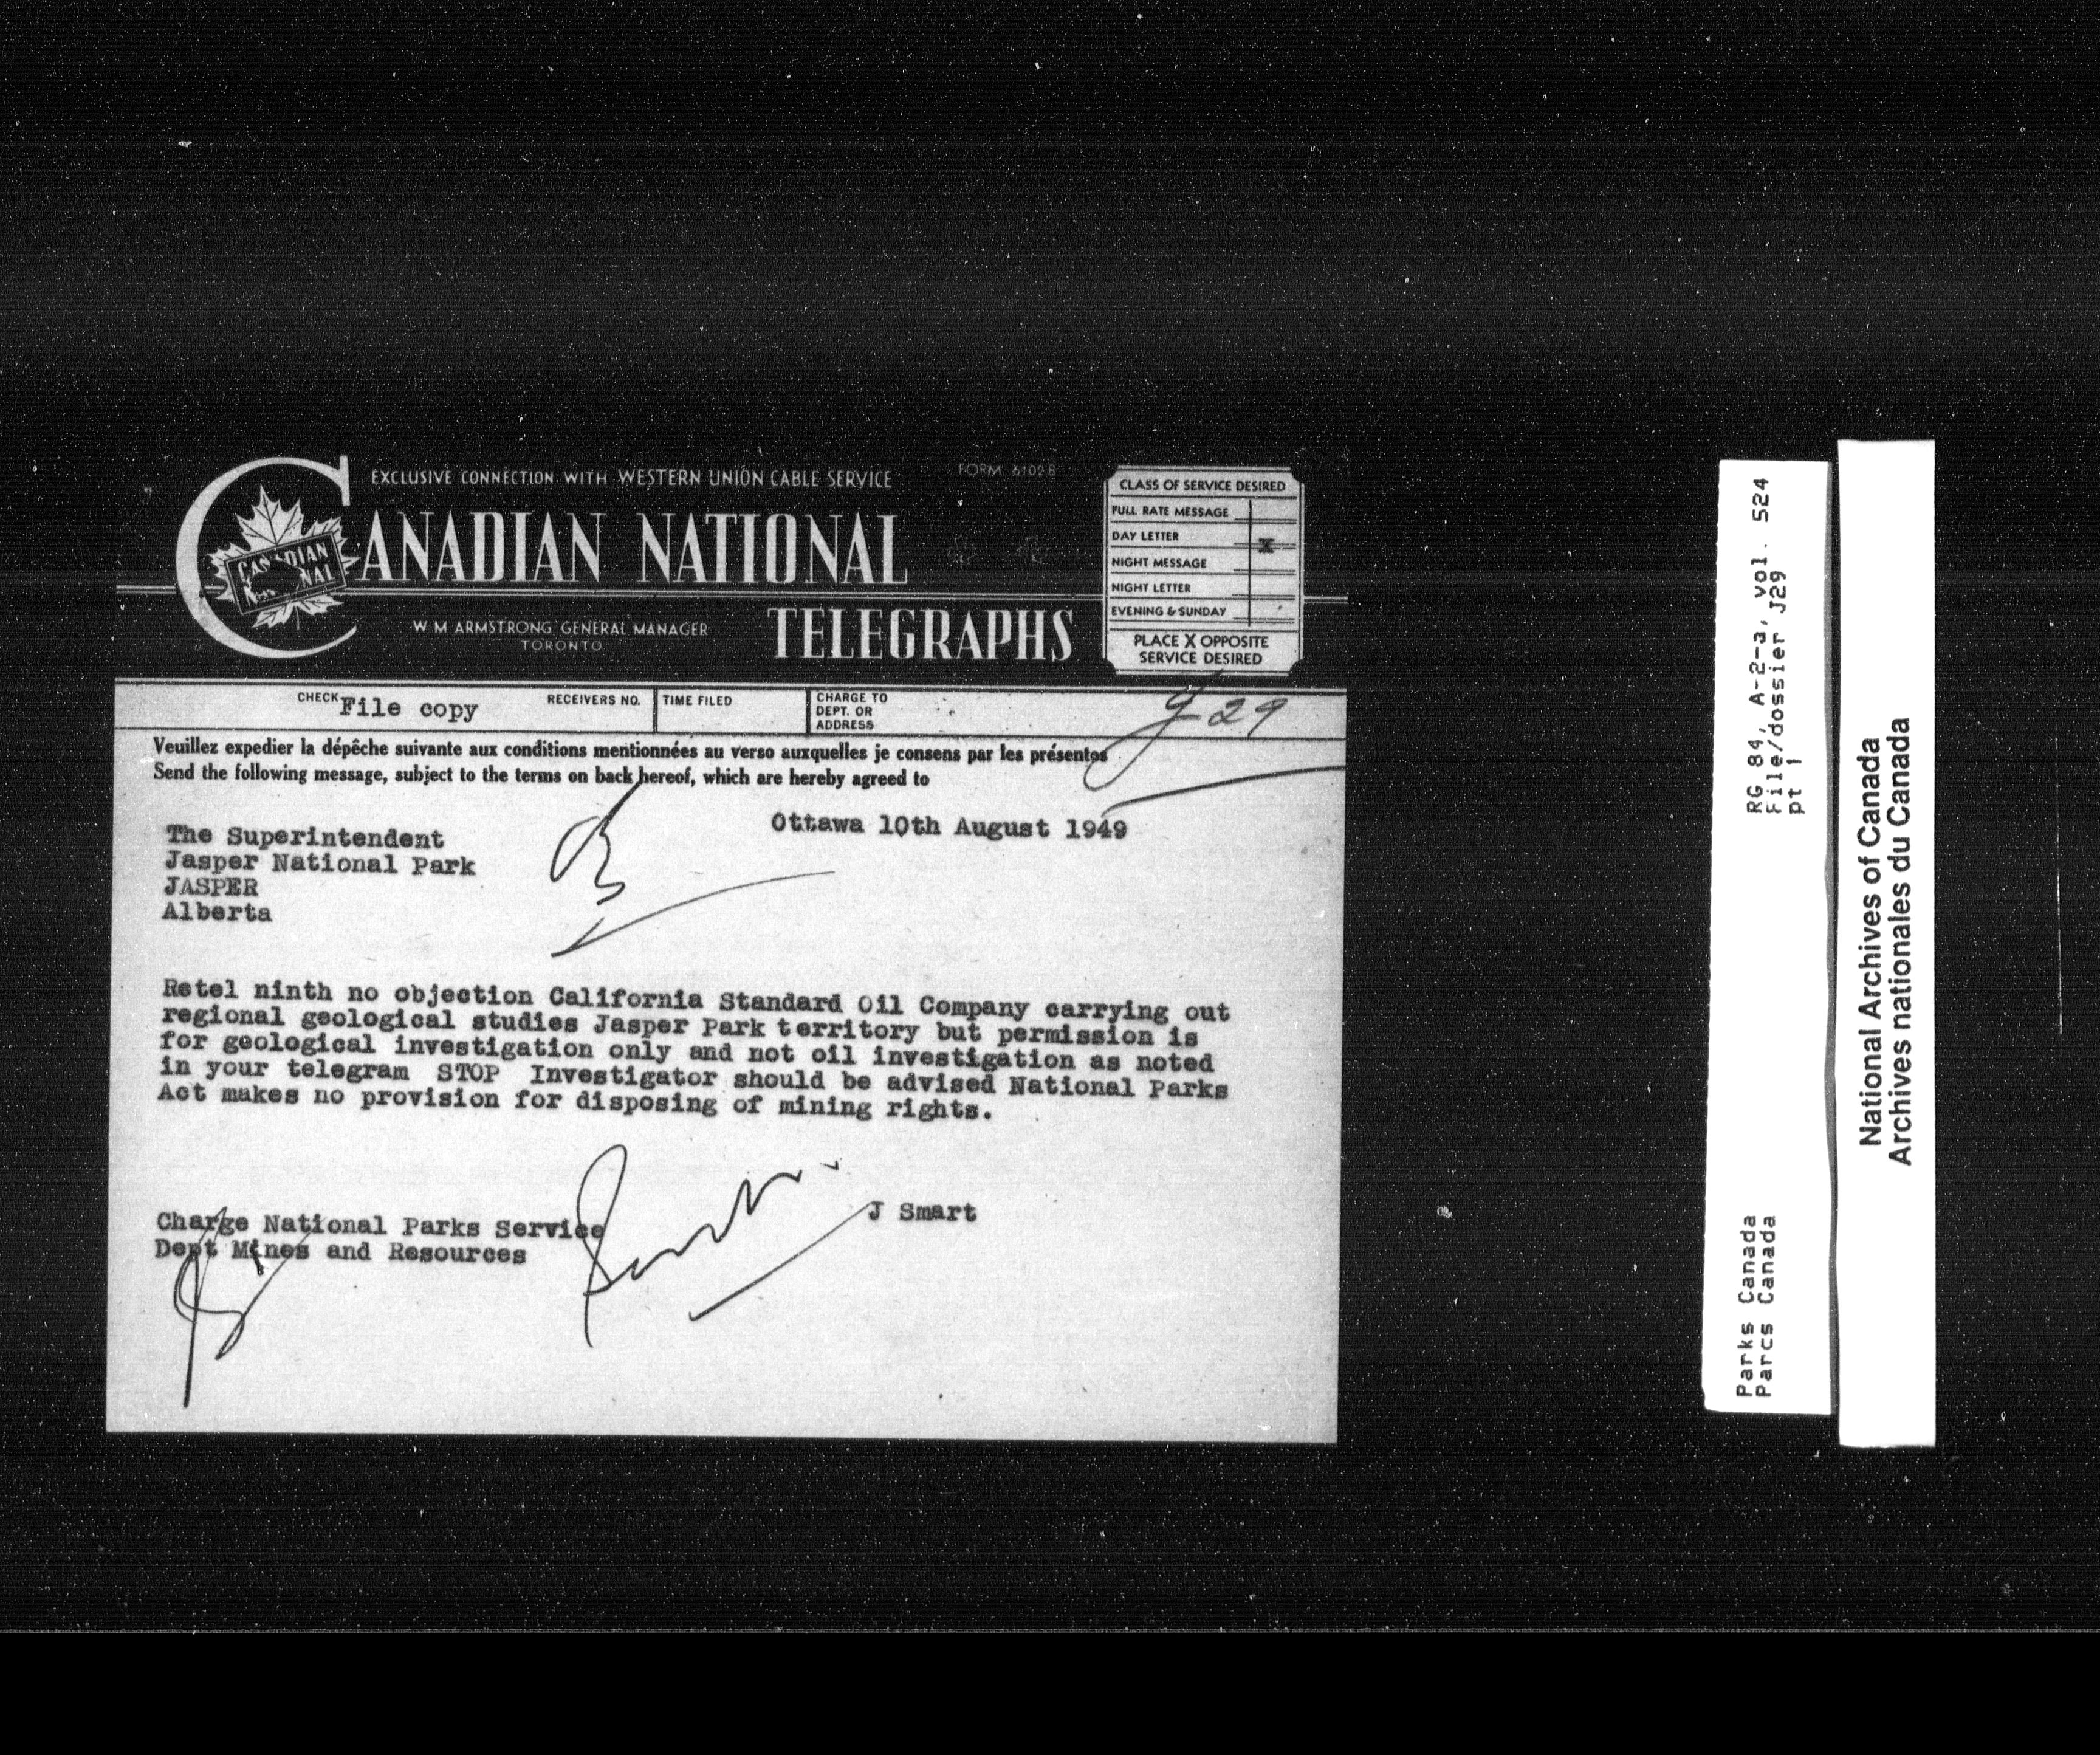 EXCLUSIVE CONNECTION WITH WESTERN UNION CABLE SERVICE
FORM 6102 B
CANADIAN NATIONAL
TELEGRAPHS
W M ARMSTRONG GENERAL MANAGER
TORONTO
CLASS OF SERVICE DESIRED
FULL RATE MESSAGE
DAY LETTER X
NIGHT MESSAGE
NIGHT LETTER
EVENING & SUNDAY
PLACE X OPPOSITE
SERVICE DESIRED
CHECK File copy
RECEIVERS NO.
TIME FILED
CHARGE TO
DEPT. OR
ADDRESS
J 29
Veuillez expedier la dépêche suivante aux conditions mentionnées au verso auxquelles je consens par les présentes
Send the following message, subject to the terms on back hereof, which are hereby agreed to
Ottawa 10th August 1949
The Superintendent
Jasper National Park
JASPER
Alberta
Retel ninth no objection California Standard Oil Company carrying out
regional geological studies Jasper Park territory but permission is
for geological investigation only and not oil investigation as noted
in your telegram STOP Investigator should be advised National Parks
Act makes no provision for disposing of mining rights.
J Smart
Charge National Parks Service
Dept Mines and Resources
RG 84, A-2-a, vol. 524
File/dossier J29
pt 1
Parks Canada
Parcs Canada
National Archives of Canada
Archives nationales du Canada